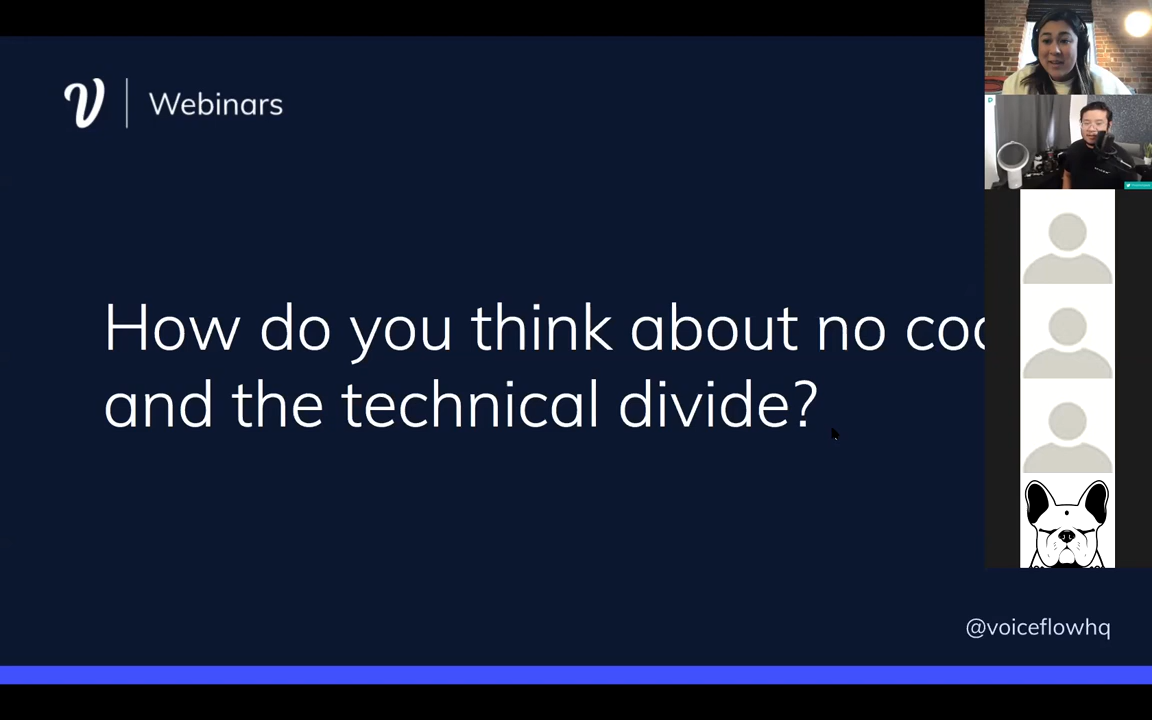 Webinars
How do you think about no
and the technical divide?
@voiceflowhq